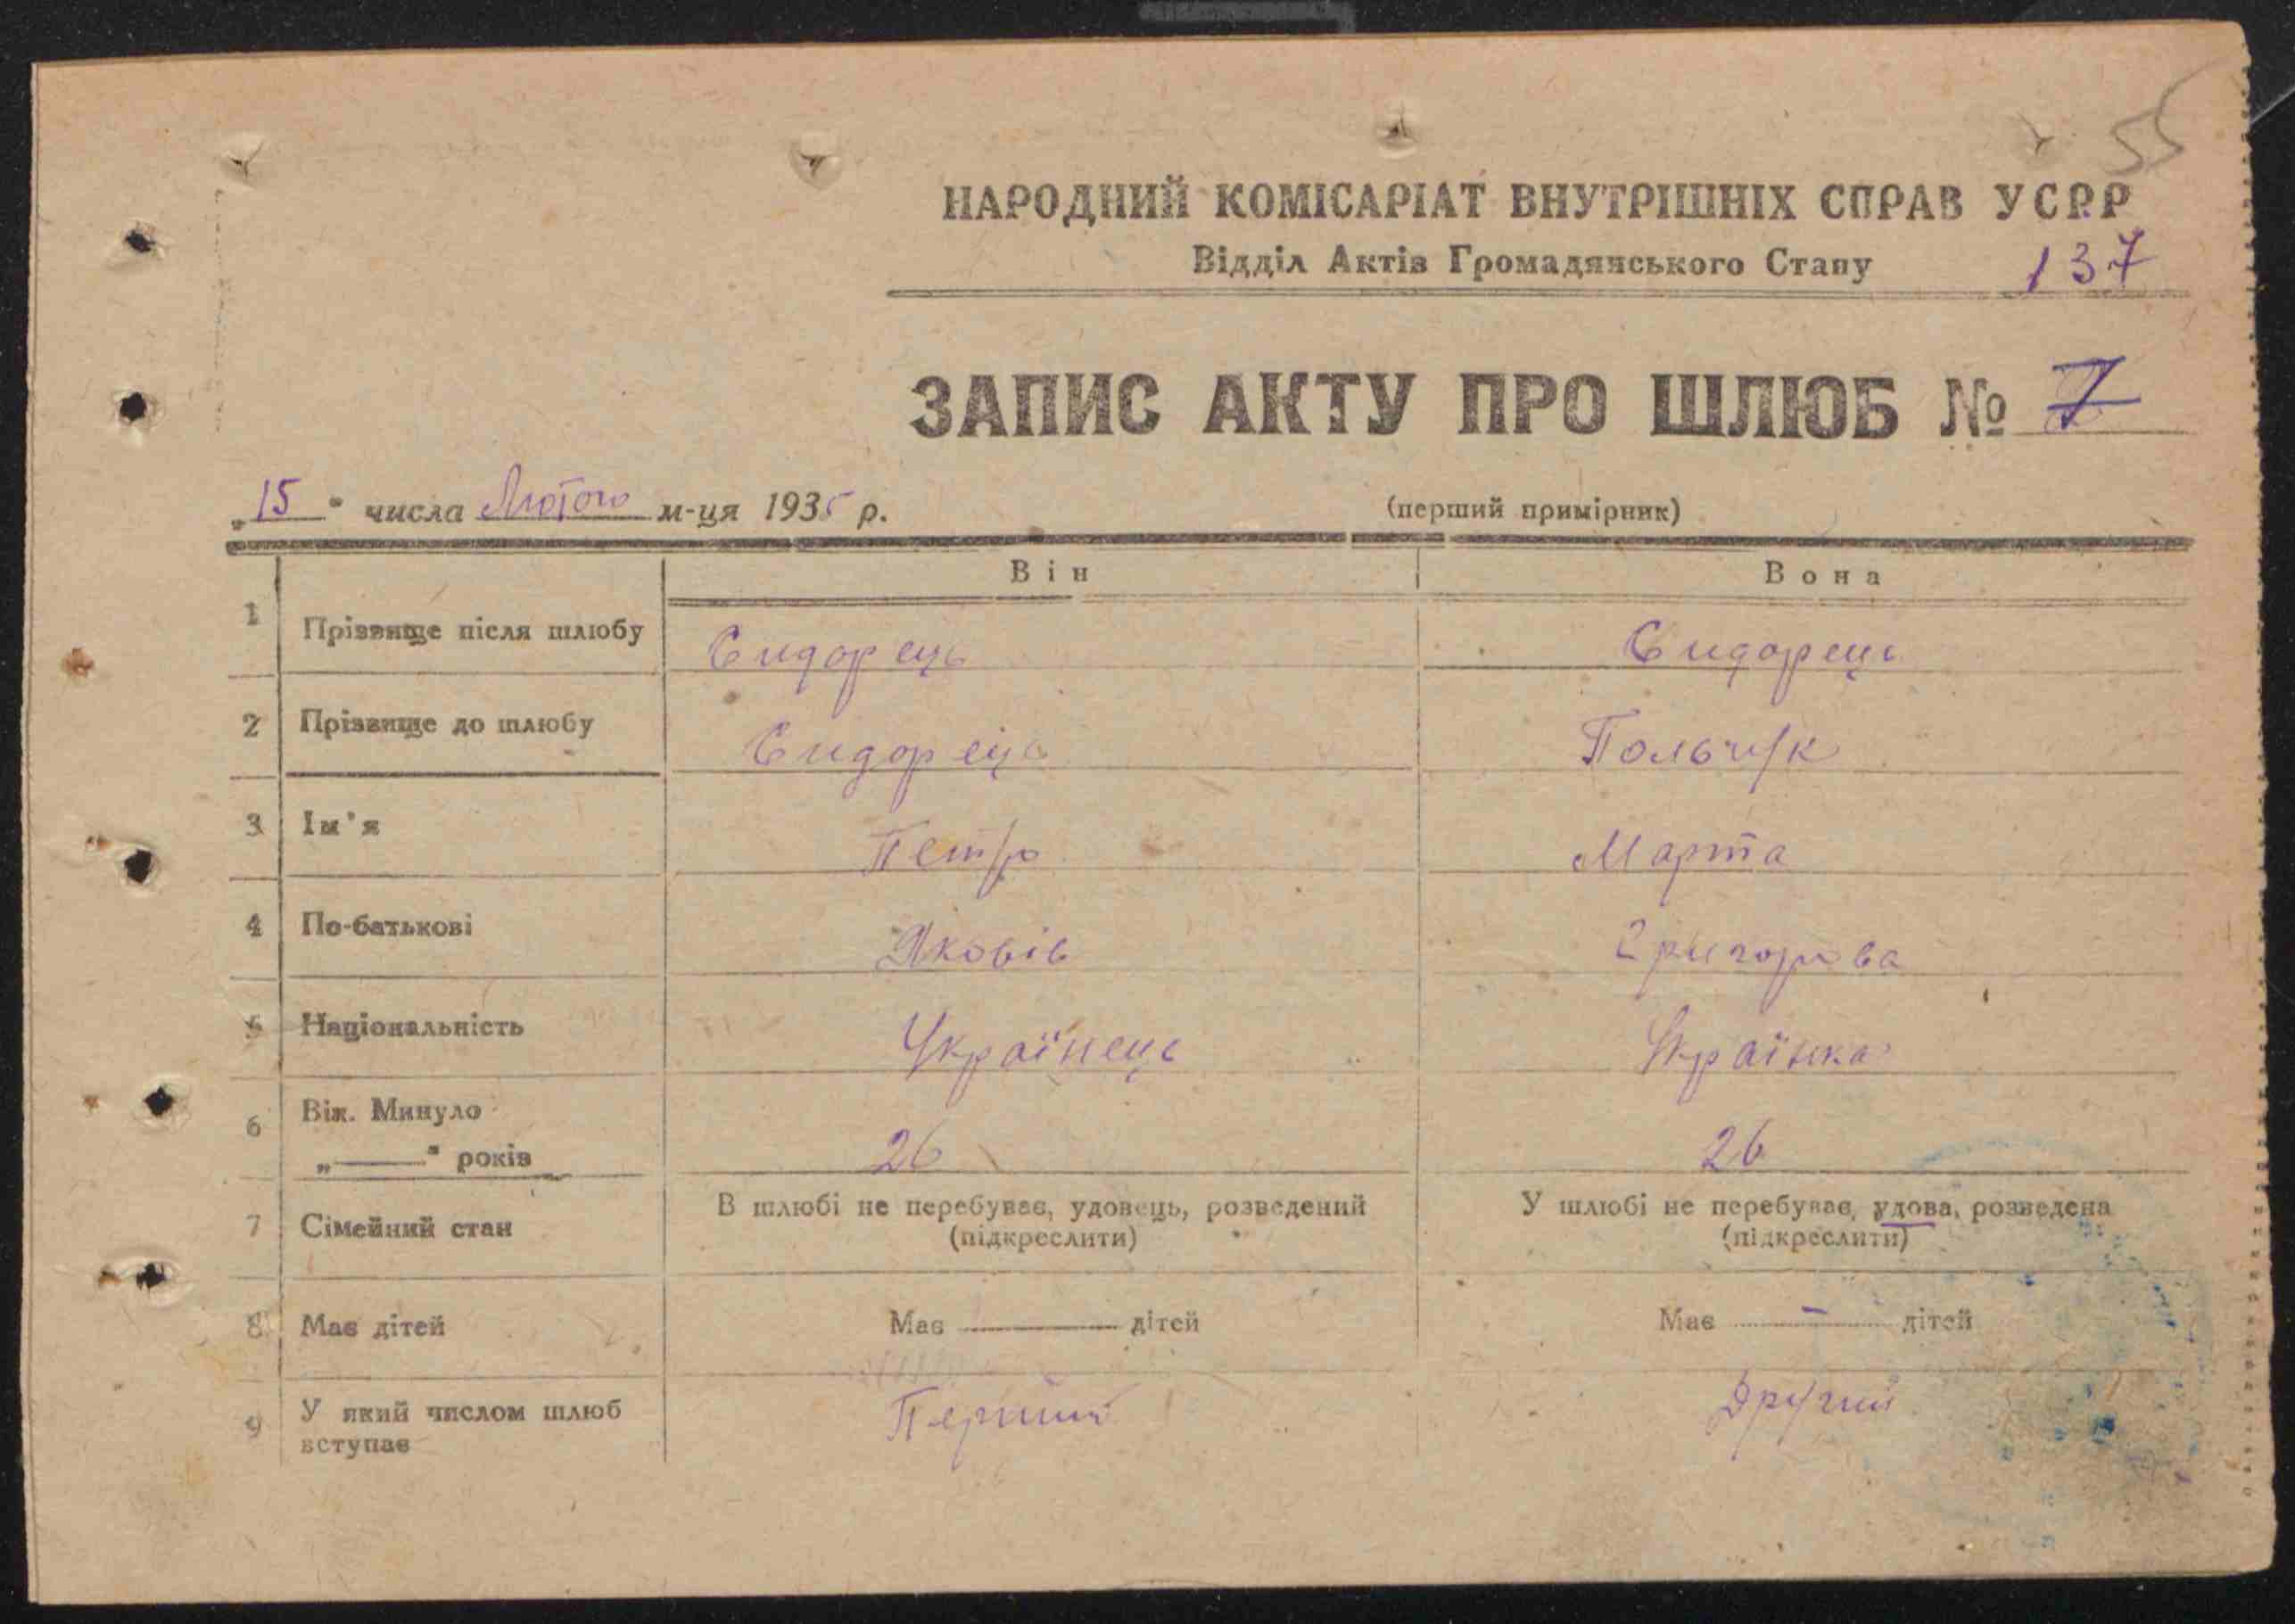 55
НАРОДНИЙ КОМІСАРІАТ ВНУТРІШНІХ СПРАВ УСРР
Відділ Актів Громадянського Стану 137
ЗАПИС АКТУ ПРО ШЛЮБ № 7
„15" числа Лютого м-ця 1935 р. (перший примірник)
Він Вона
1 Прізвище після шлюбу Сидорець Сидорець
2 Прізвище до шлюбу Сидорець Польчук
3 Ім'я Петро Марта
4 По-батькові Яковів Григорова
5 Національність Українець Українка
6 Вік. Минуло
„——" років 26 26
7 Сімейний стан В шлюбі не перебуває, удовець, розведений У шлюбі не перебуває, удова, розведена
(підкреслити) (підкреслити)
8 Має дітей Має ———— дітей Має — дітей
9 У який числом шлюб Перший Другий
вступає